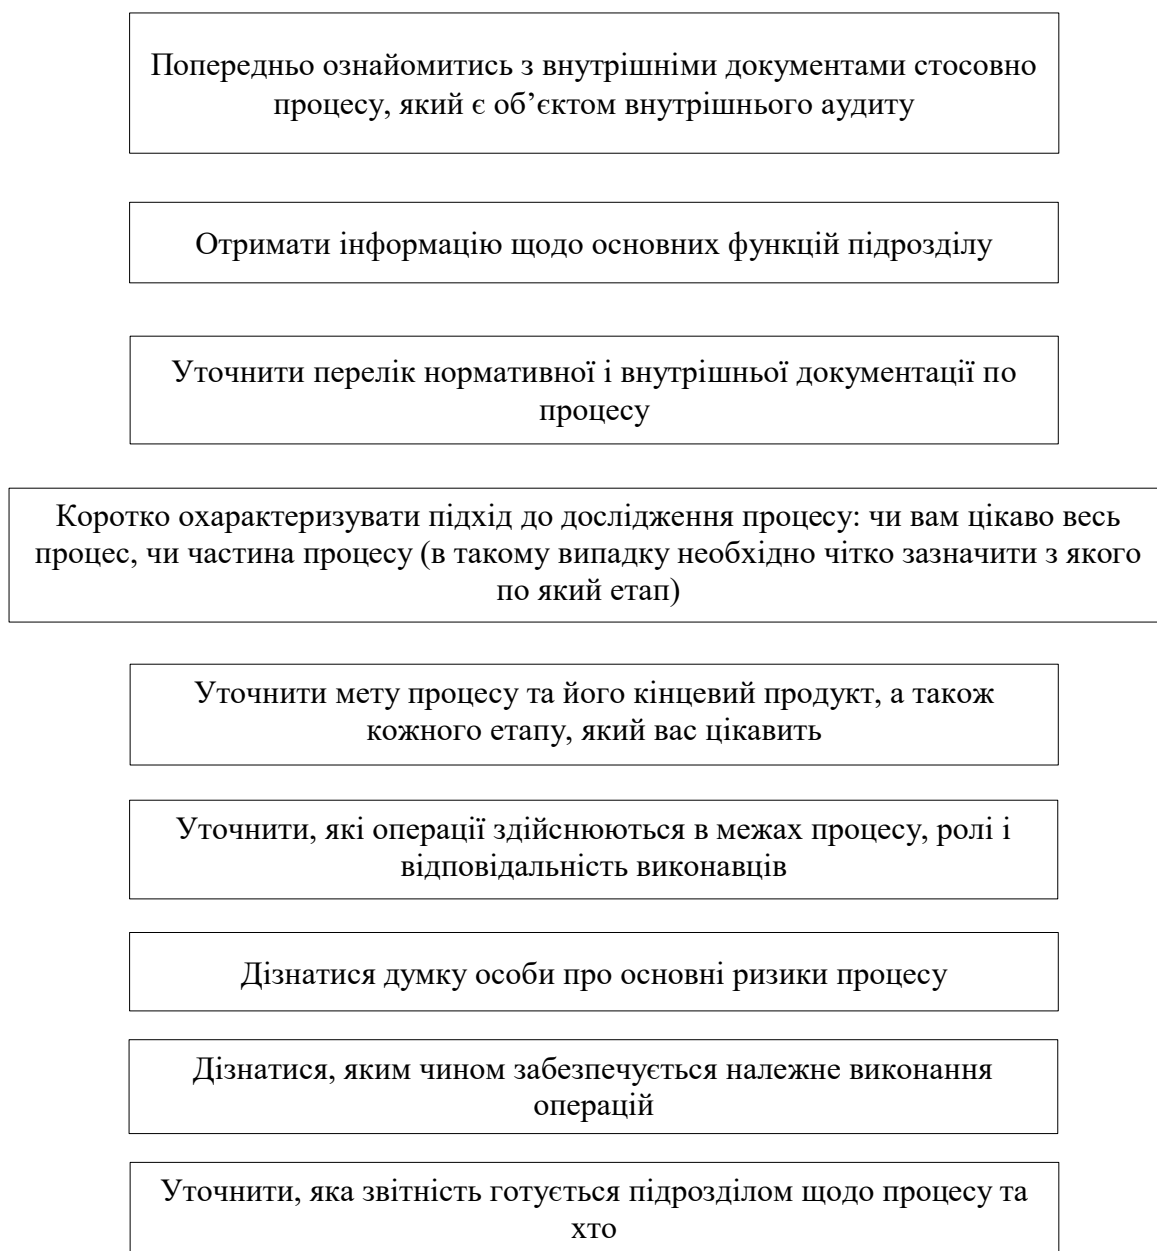 Попередньо ознайомитись з внутрішніми документами стосовно
процесу, який є об’єктом внутрішнього аудиту
Отримати інформацію щодо основних функцій підрозділу
Уточнити перелік нормативної і внутрішньої документації по
процесу
Коротко охарактеризувати підхід до дослідження процесу: чи вам цікаво весь
процес, чи частина процесу (в такому випадку необхідно чітко зазначити з якого
по який етап)
Уточнити мету процесу та його кінцевий продукт, а також
кожного етапу, який вас цікавить
Уточнити, які операції здійснюються в межах процесу, ролі і
відповідальність виконавців
Дізнатися думку особи про основні ризики процесу
Дізнатися, яким чином забезпечується належне виконання
операцій
Уточнити, яка звітність готується підрозділом щодо процесу та
хто